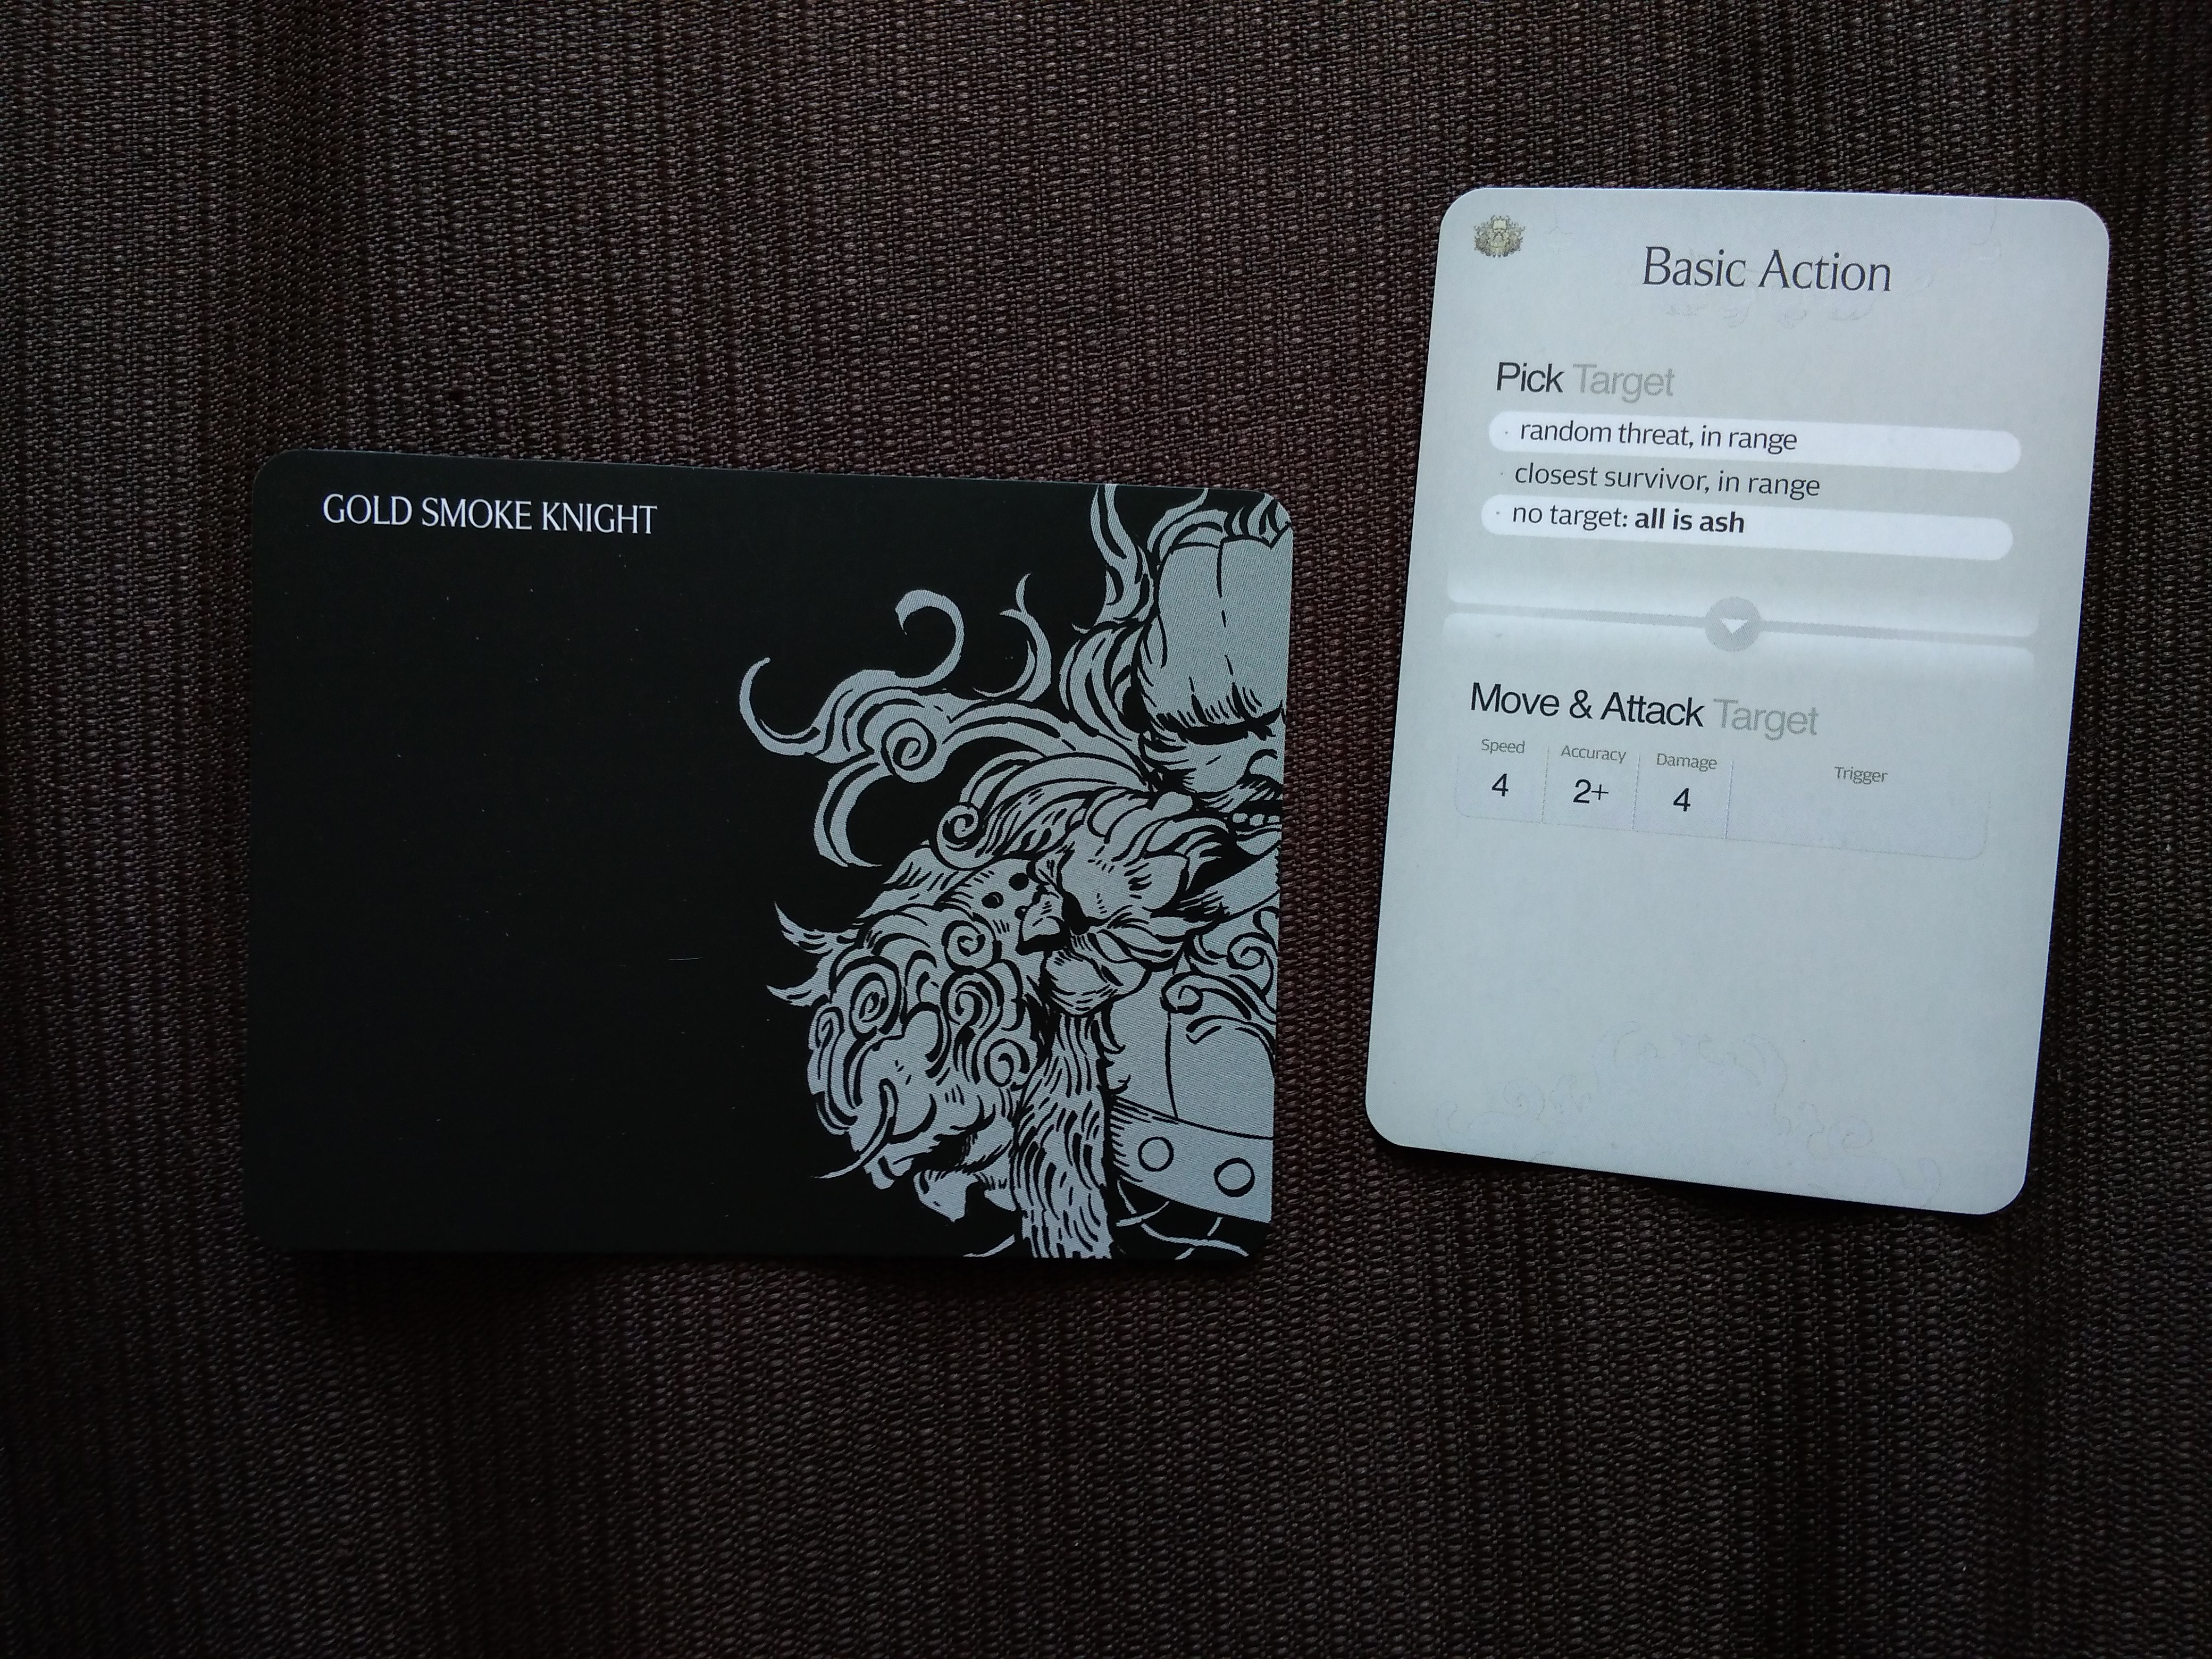 GOLD SMOKE KNIGHT
Basic Action
Pick Target
· random threat, in range
· closest survivor, in range
· no target: all is ash
Move & Attack Target
Speed Accuracy Damage Trigger
4 2+ 4